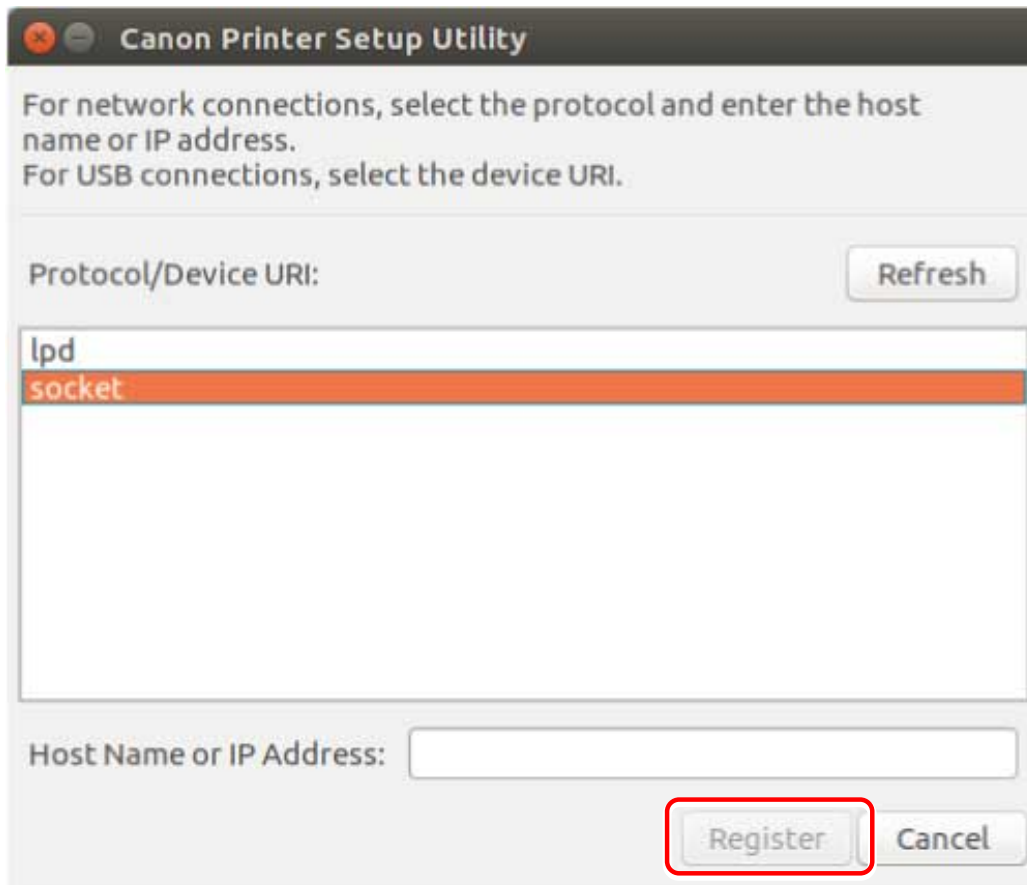 Canon Printer Setup Utility
For network connections, select the protocol and enter the host
name or IP address.
For USB connections, select the device URI.
Protocol/Device URI:
Refresh
lpd
socket
Host Name or IP Address:
Register
Cancel